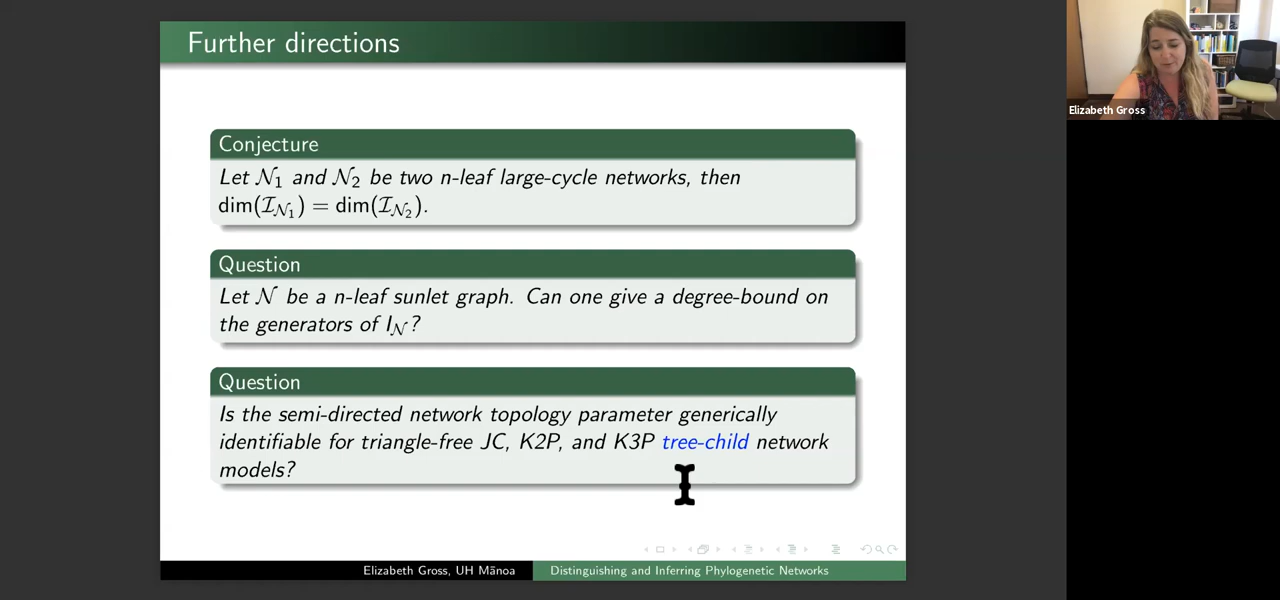 Further directions
Elizabeth Gross
Conjecture
Let 𝒩₁ and 𝒩₂ be two n-leaf large-cycle networks, then
dim(ℐ_𝒩₁) = dim(ℐ_𝒩₂).
Question
Let 𝒩 be a n-leaf sunlet graph. Can one give a degree-bound on
the generators of I_𝒩?
Question
Is the semi-directed network topology parameter generically
identifiable for triangle-free JC, K2P, and K3P tree-child network
models?
Elizabeth Gross, UH Mānoa
Distinguishing and Inferring Phylogenetic Networks